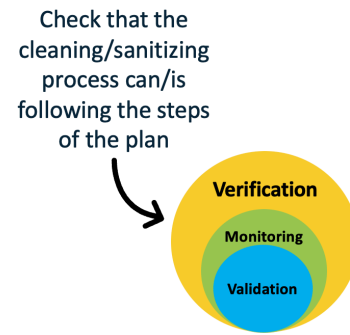 Check that the
cleaning/sanitizing
process can/is
following the steps
of the plan
Verification
Monitoring
Validation